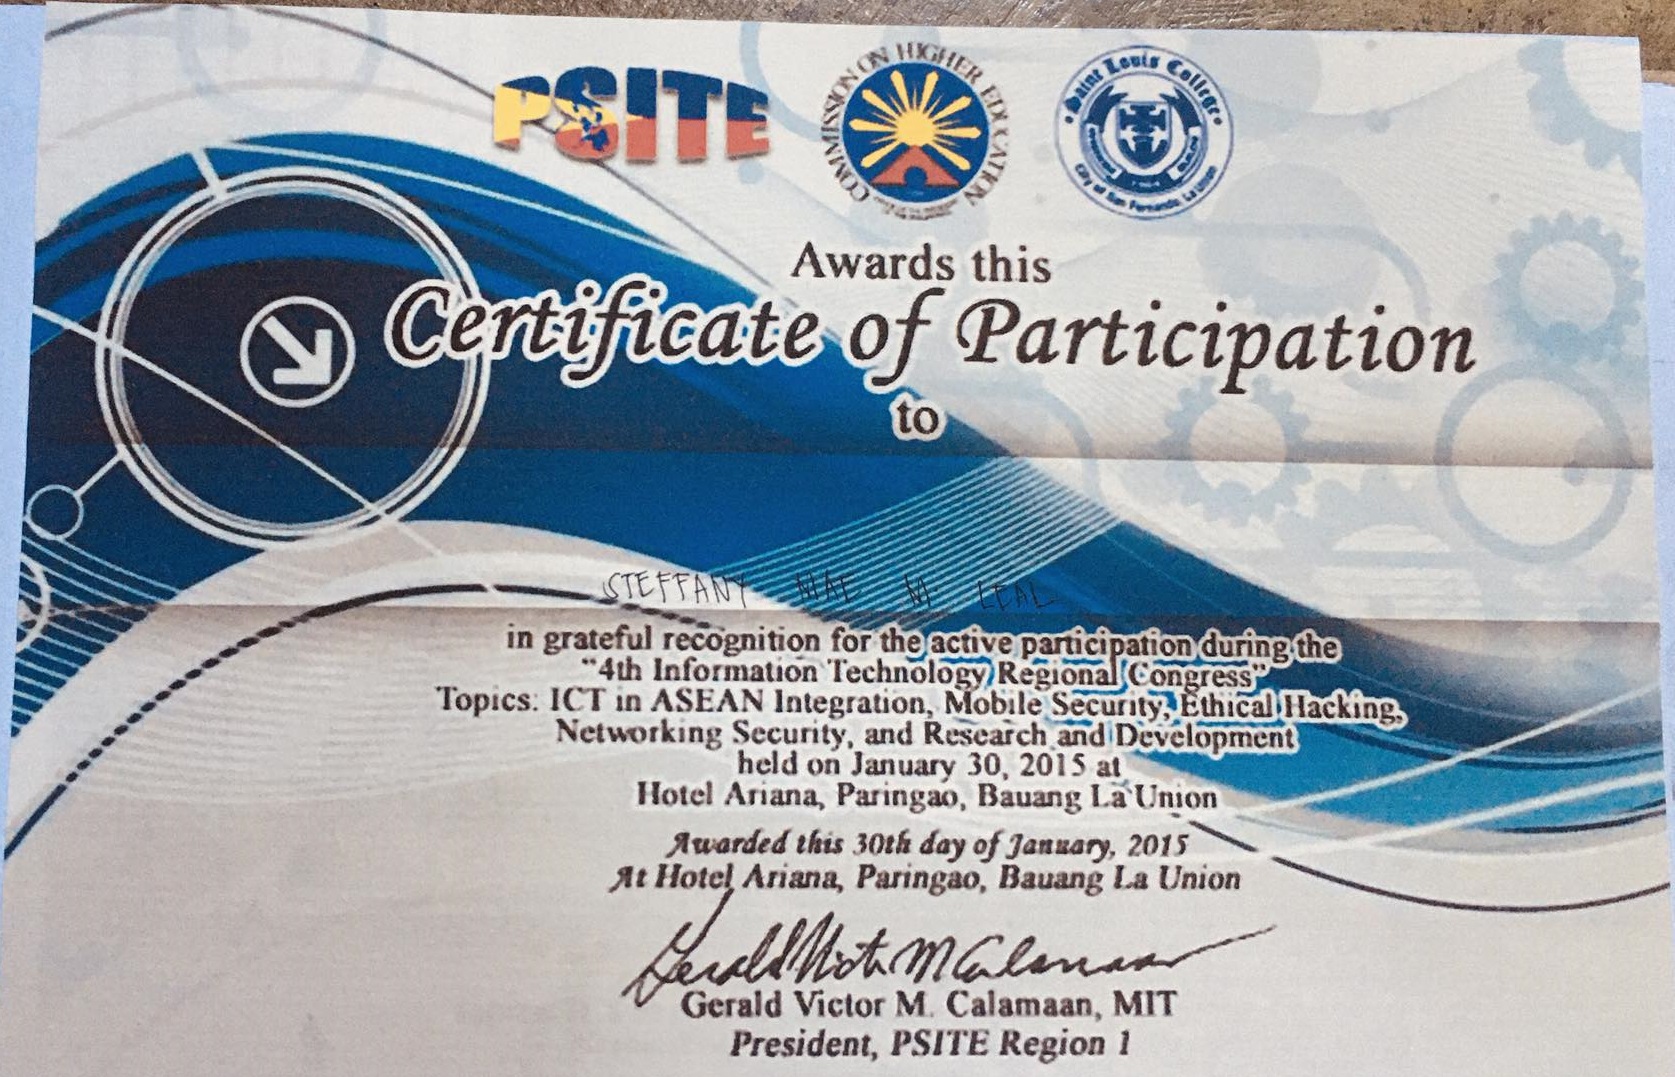 PSITE
COMMISSION ON HIGHER EDUCATION
Saint Louis College
City of San Fernando, La Union
Awards this
Certificate of Participation
to
STEFFANY MAE M. LEAL
in grateful recognition for the active participation during the
"4th Information Technology Regional Congress"
Topics: ICT in ASEAN Integration, Mobile Security, Ethical Hacking,
Networking Security, and Research and Development
held on January 30, 2015 at
Hotel Ariana, Paringao, Bauang La Union
Awarded this 30th day of January, 2015
At Hotel Ariana, Paringao, Bauang La Union
Gerald Victor M. Calamaan, MIT
President, PSITE Region 1